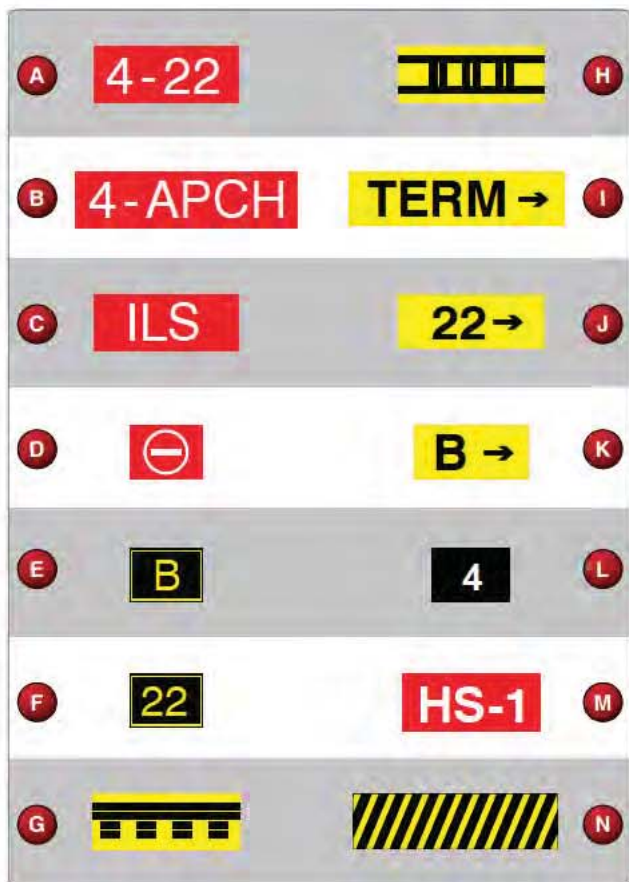 A 4-22 H
B 4-APCH TERM→ I
C ILS 22→ J
D B→ K
E B 4 L
F 22 HS-1 M
G N